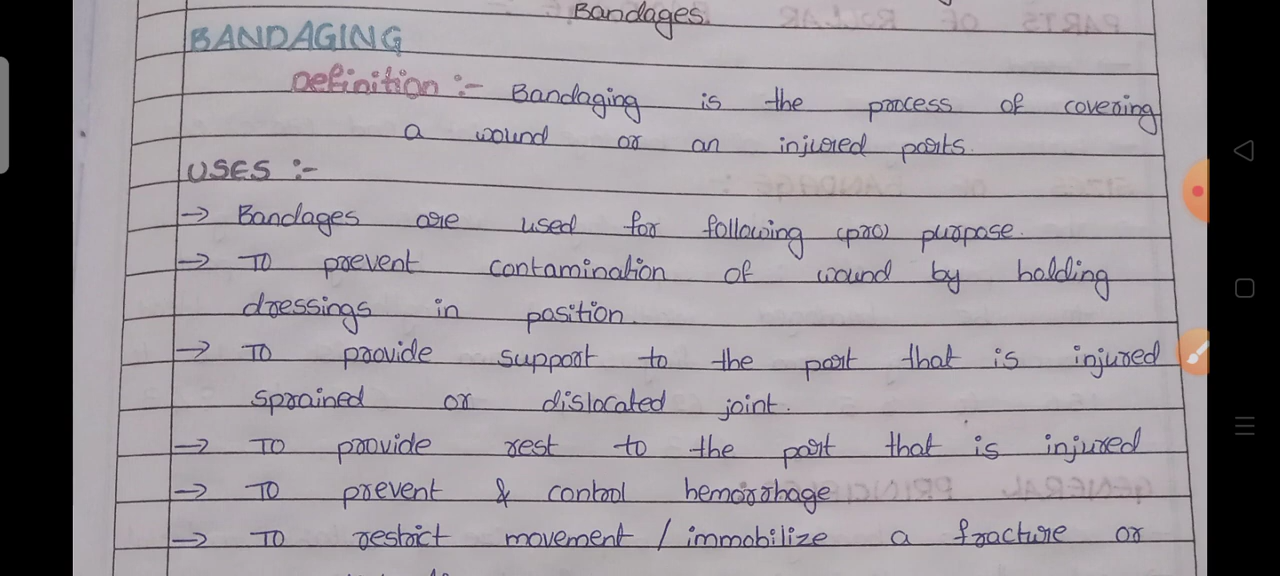 Bandages
BANDAGING
Definition :- Bandaging is the process of covering
a wound or an injured parts.
USES :-
→ Bandages are used for following (pro) purpose.
→ TO prevent contamination of wound by holding
dressings in position.
→ TO provide support to the part that is injured
sprained or dislocated joint.
→ TO provide rest to the part that is injured
→ TO prevent & control hemorrhage
→ TO restrict movement / immobilize a fracture or